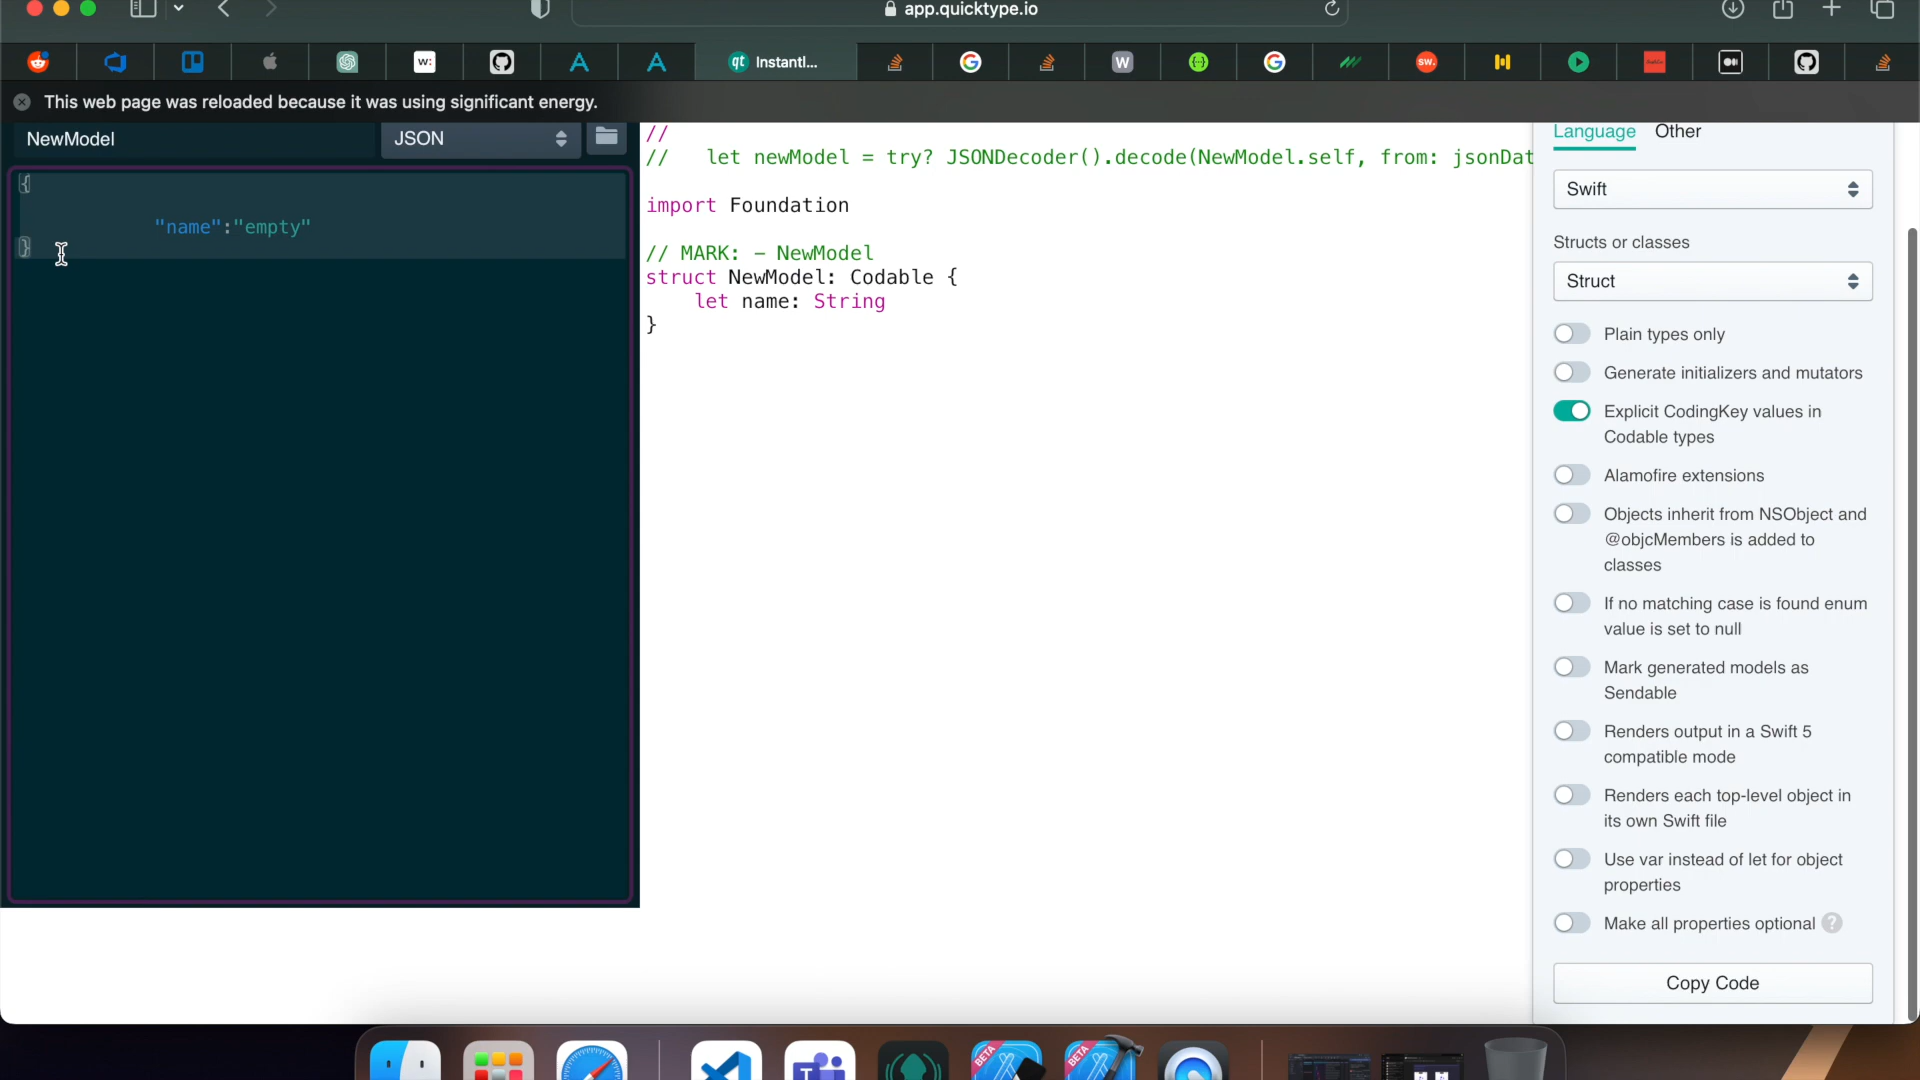 app.quicktype.io
w:
qt Instantl...
W
SW.
This web page was reloaded because it was using significant energy.
NewModel
JSON
{
"name":"empty"
}
//
// let newModel = try? JSONDecoder().decode(NewModel.self, from: jsonDat
import Foundation
// MARK: - NewModel
struct NewModel: Codable {
let name: String
}
Language Other
Swift
Structs or classes
Struct
Plain types only
Generate initializers and mutators
Explicit CodingKey values in
Codable types
Alamofire extensions
Objects inherit from NSObject and
@objcMembers is added to
classes
If no matching case is found enum
value is set to null
Mark generated models as
Sendable
Renders output in a Swift 5
compatible mode
Renders each top-level object in
its own Swift file
Use var instead of let for object
properties
Make all properties optional ?
Copy Code
BETA
BETA